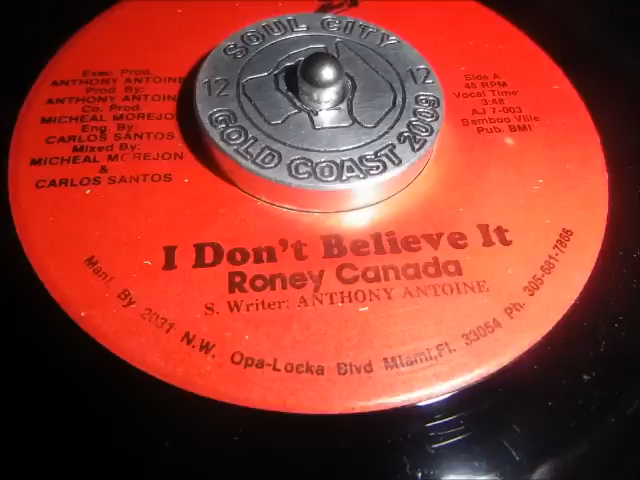 SOUL CITY
12 12
GOLD COAST 2009
Exec. Prod.
ANTHONY ANTOINE
Prod. By:
ANTHONY ANTOINE
Co. Prod.
MICHEAL MOREJON
Eng. By:
CARLOS SANTOS
Mixed By:
MICHEAL MOREJON
&
CARLOS SANTOS
Side A
45 RPM
Vocal Time
3:48
AJ 7-003
Bamboo Ville
Pub. BMI
I Don't Believe It
Roney Canada
S. Writer: ANTHONY ANTOINE
Manf. By 2031 N.W. Opa-Locka Blvd Miami,Fl. 33054 Ph. 305-681-7866